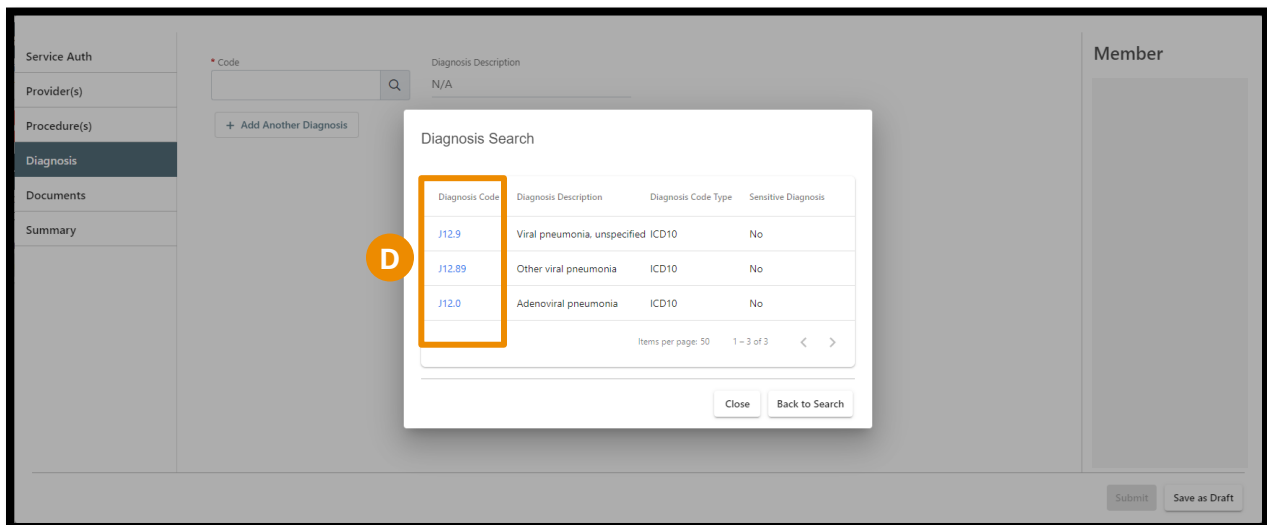 Service Auth
Provider(s)
Procedure(s)
Diagnosis
Documents
Summary
* Code
Diagnosis Description
N/A
+ Add Another Diagnosis
Member
Diagnosis Search
Diagnosis Code Diagnosis Description Diagnosis Code Type Sensitive Diagnosis
J12.9 Viral pneumonia, unspecified ICD10 No
J12.89 Other viral pneumonia ICD10 No
J12.0 Adenoviral pneumonia ICD10 No
Items per page: 50 1 – 3 of 3 < >
D
Close Back to Search
Submit Save as Draft